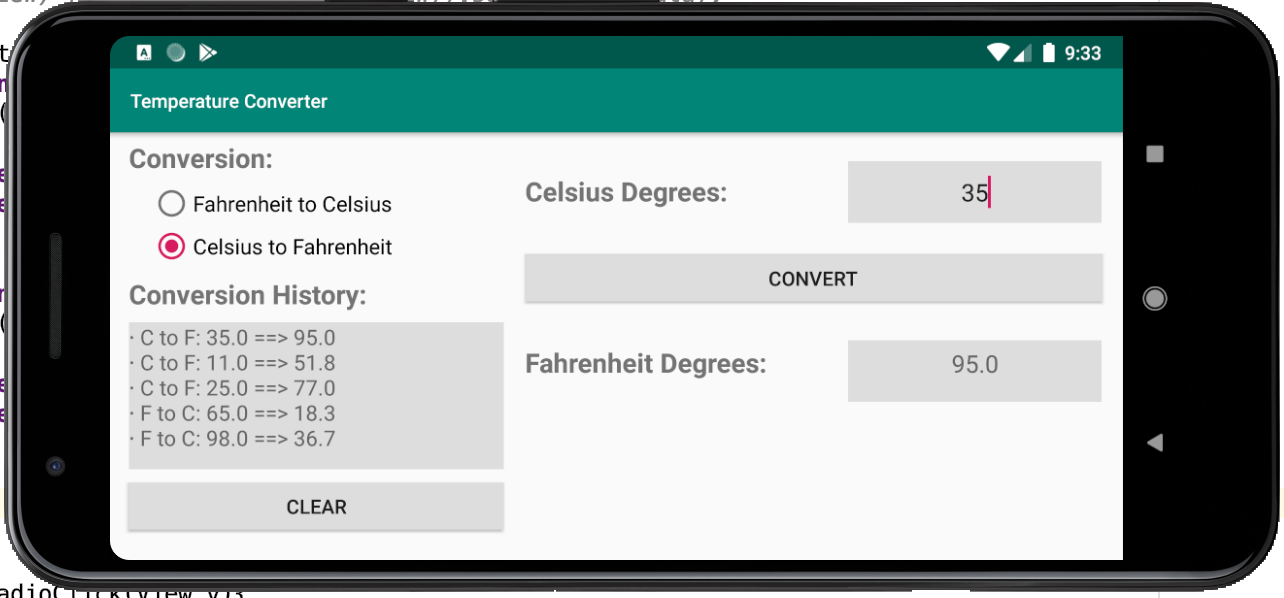 9:33
Temperature Converter
Conversion:
Fahrenheit to Celsius
Celsius to Fahrenheit
Conversion History:
· C to F: 35.0 ==> 95.0
· C to F: 11.0 ==> 51.8
· C to F: 25.0 ==> 77.0
· F to C: 65.0 ==> 18.3
· F to C: 98.0 ==> 36.7
CLEAR
Celsius Degrees:
35
CONVERT
Fahrenheit Degrees:
95.0